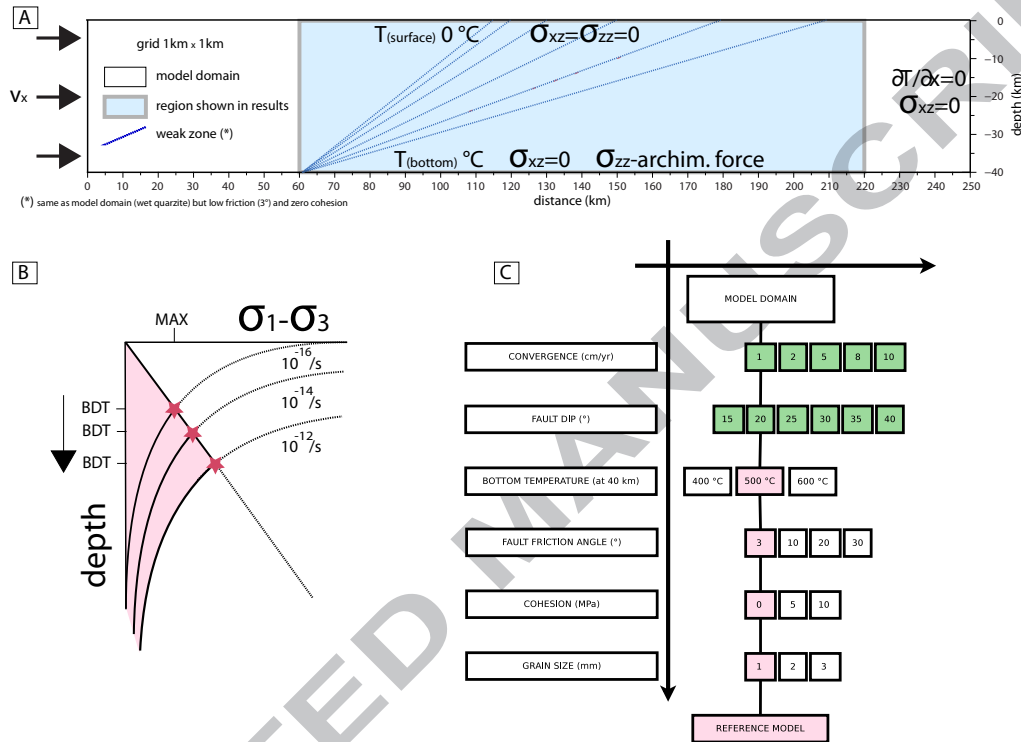 A
T(surface) 0 °C σxz=σzz=0
grid 1km x 1km
model domain
vx
region shown in results
weak zone (*)
∂T/∂x=0
σxz=0
T(bottom) °C σxz=0 σzz-archim. force
0
−10
−20
−30
−40
depth (km)
0 10 20 30 40 50 60 70 80 90 100 110 120 130 140 150 160 170 180 190 200 210 220 230 240 250
distance (km)
(*) same as model domain (wet quarzite) but low friction (3°) and zero cohesion
B
MAX σ1-σ3
10-16/s
10-14/s
10-12/s
BDT
BDT
BDT
depth
C
MODEL DOMAIN
CONVERGENCE (cm/yr) 1 2 5 8 10
FAULT DIP (°) 15 20 25 30 35 40
BOTTOM TEMPERATURE (at 40 km) 400 °C 500 °C 600 °C
FAULT FRICTION ANGLE (°) 3 10 20 30
COHESION (MPa) 0 5 10
GRAIN SIZE (mm) 1 2 3
REFERENCE MODEL
TED MANUSCRI